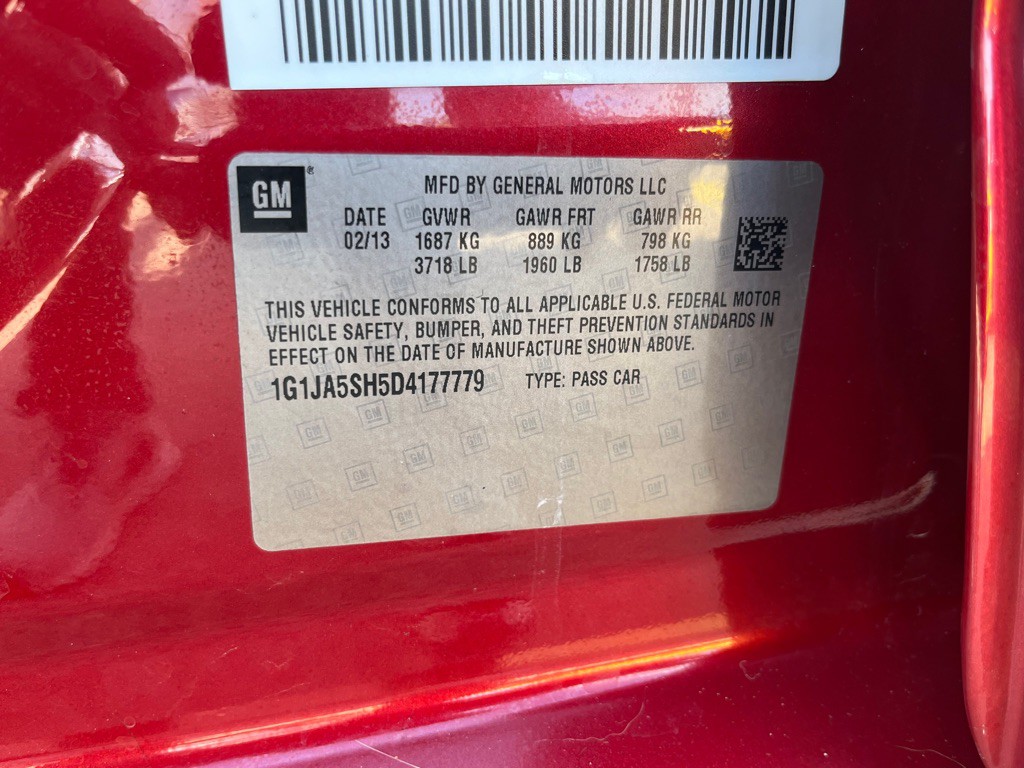 GM
MFD BY GENERAL MOTORS LLC
DATE GVWR GAWR FRT GAWR RR
02/13 1687 KG 889 KG 798 KG
3718 LB 1960 LB 1758 LB
THIS VEHICLE CONFORMS TO ALL APPLICABLE U.S. FEDERAL MOTOR
VEHICLE SAFETY, BUMPER, AND THEFT PREVENTION STANDARDS IN
EFFECT ON THE DATE OF MANUFACTURE SHOWN ABOVE.
1G1JA5SH5D4177779 TYPE: PASS CAR